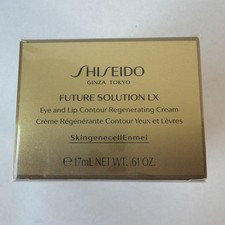 SHISEIDO
GINZA TOKYO
FUTURE SOLUTION LX
Eye and Lip Contour Regenerating Cream
Crème Régénérante Contour Yeux et Lèvres
SkingenecellEnmei
℮17mL NET WT. .61 OZ.